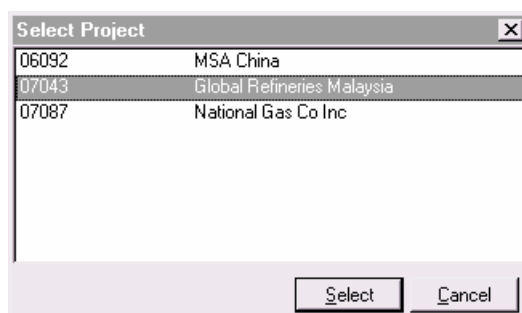 Select Project
06092 MSA China
07043 Global Refineries Malaysia
07087 National Gas Co Inc
Select Cancel